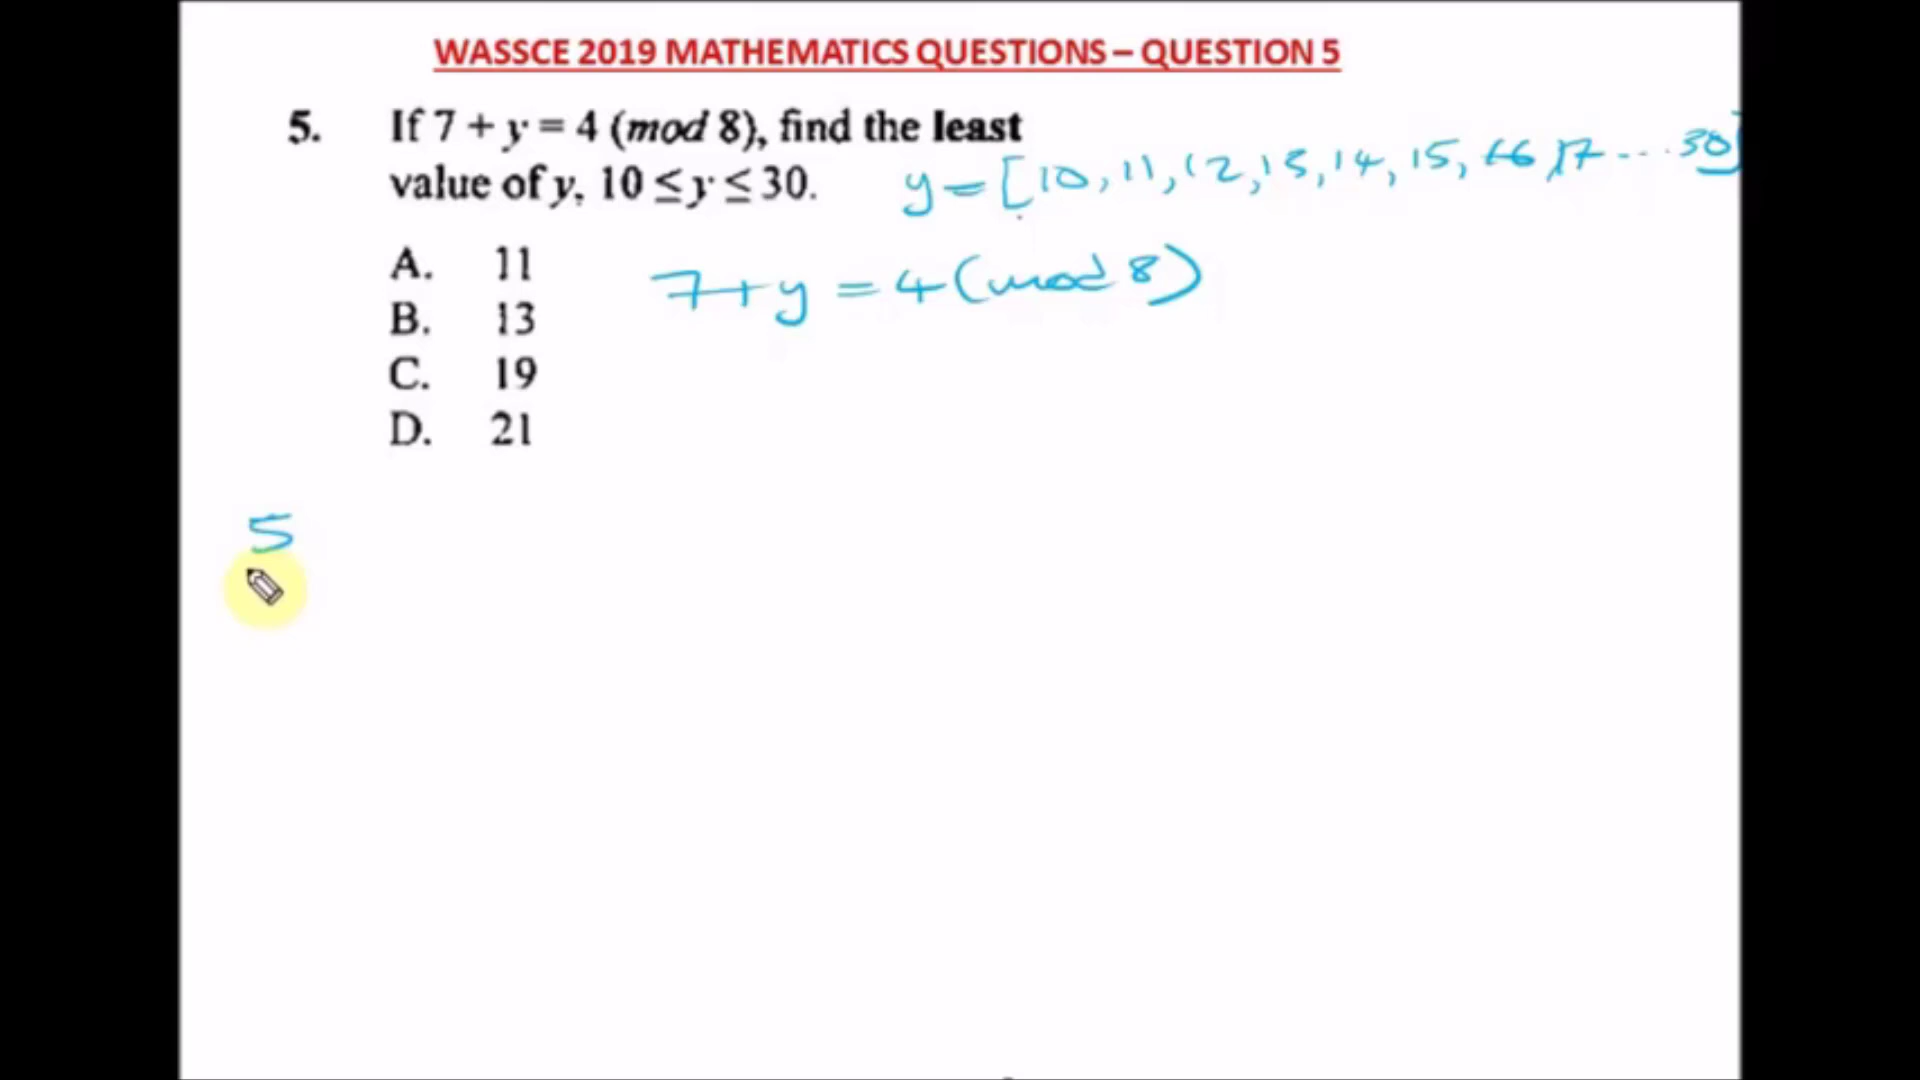 WASSCE 2019 MATHEMATICS QUESTIONS – QUESTION 5
5. If 7 + y = 4 (mod 8), find the least
value of y, 10 ≤ y ≤ 30.
y = [10, 11, 12, 13, 14, 15, 16, 17 ... 30]
A. 11
7 + y = 4 (mod 8)
B. 13
C. 19
D. 21
5